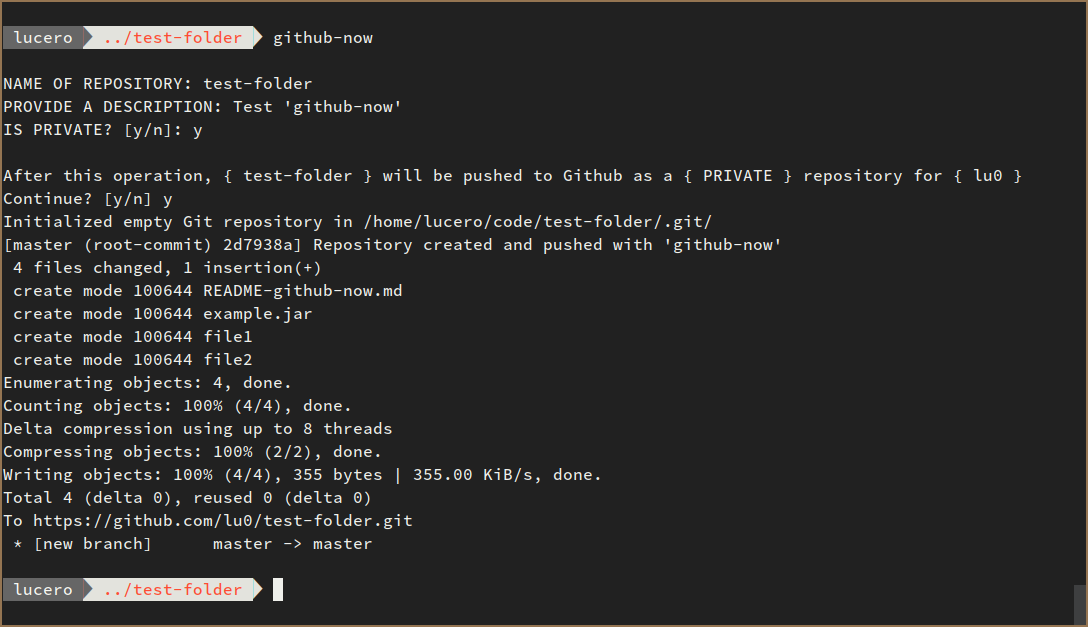 lucero ../test-folder github-now
NAME OF REPOSITORY: test-folder
PROVIDE A DESCRIPTION: Test 'github-now'
IS PRIVATE? [y/n]: y
After this operation, { test-folder } will be pushed to Github as a { PRIVATE } repository for { lu0 }
Continue? [y/n] y
Initialized empty Git repository in /home/lucero/code/test-folder/.git/
[master (root-commit) 2d7938a] Repository created and pushed with 'github-now'
 4 files changed, 1 insertion(+)
 create mode 100644 README-github-now.md
 create mode 100644 example.jar
 create mode 100644 file1
 create mode 100644 file2
Enumerating objects: 4, done.
Counting objects: 100% (4/4), done.
Delta compression using up to 8 threads
Compressing objects: 100% (2/2), done.
Writing objects: 100% (4/4), 355 bytes | 355.00 KiB/s, done.
Total 4 (delta 0), reused 0 (delta 0)
To https://github.com/lu0/test-folder.git
 * [new branch]      master -> master
lucero ../test-folder